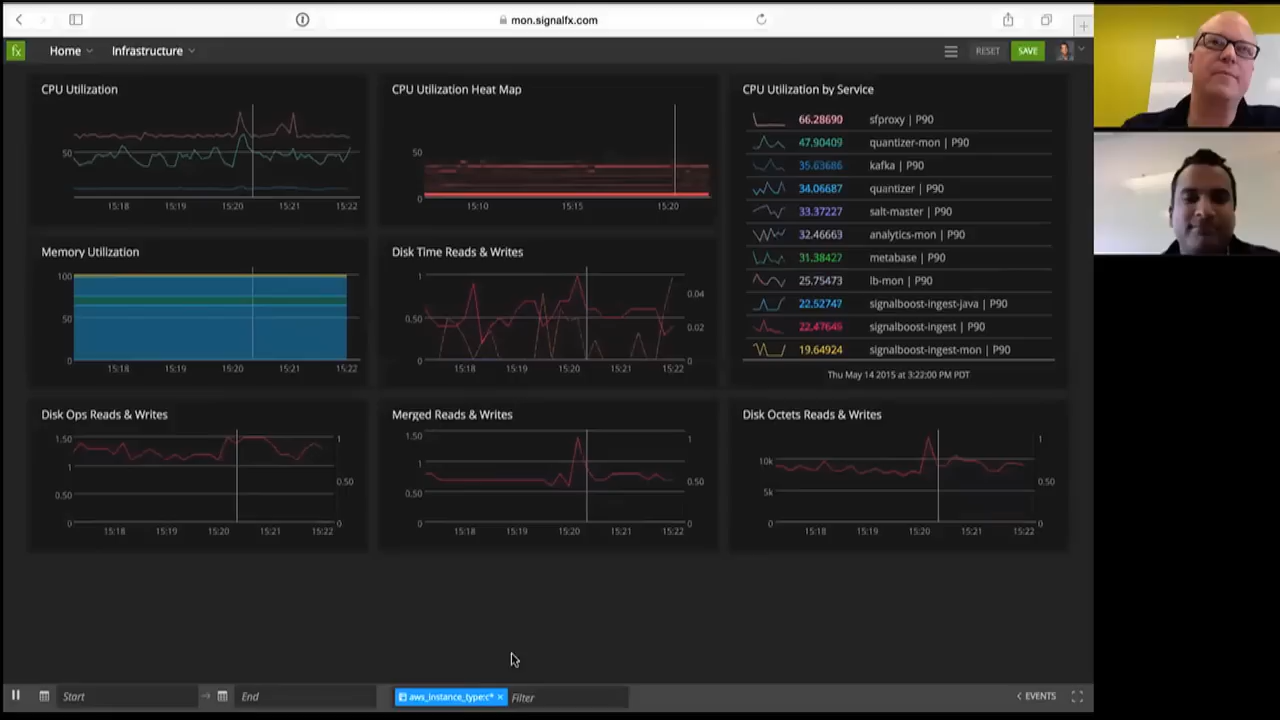 mon.signalfx.com
fx Home Infrastructure RESET SAVE
CPU Utilization
50
15:18 15:19 15:20 15:21 15:22
CPU Utilization Heat Map
50
0
15:10 15:15 15:20
CPU Utilization by Service
66.28690 sfproxy | P90
47.90409 quantizer-mon | P90
35.63686 kafka | P90
34.06687 quantizer | P90
33.37227 salt-master | P90
32.46663 analytics-mon | P90
31.38427 metabase | P90
25.75473 lb-mon | P90
22.52747 signalboost-ingest-java | P90
22.47649 signalboost-ingest | P90
19.64924 signalboost-ingest-mon | P90
Thu May 14 2015 at 3:22:00 PM PDT
Memory Utilization
100
50
0
15:18 15:19 15:20 15:21 15:22
Disk Time Reads & Writes
1
0.04
0.50
0.02
0 0
15:18 15:19 15:20 15:21 15:22
Disk Ops Reads & Writes
1.50 1
1
0.50
0.50
0 0
15:18 15:19 15:20 15:21 15:22
Merged Reads & Writes
1.50 1
1
0.50
0.50
0 0
15:18 15:19 15:20 15:21 15:22
Disk Octets Reads & Writes
1
10k
0.50
5k
0 0
15:18 15:19 15:20 15:21 15:22
Start End aws_instance_type:c* × Filter < EVENTS